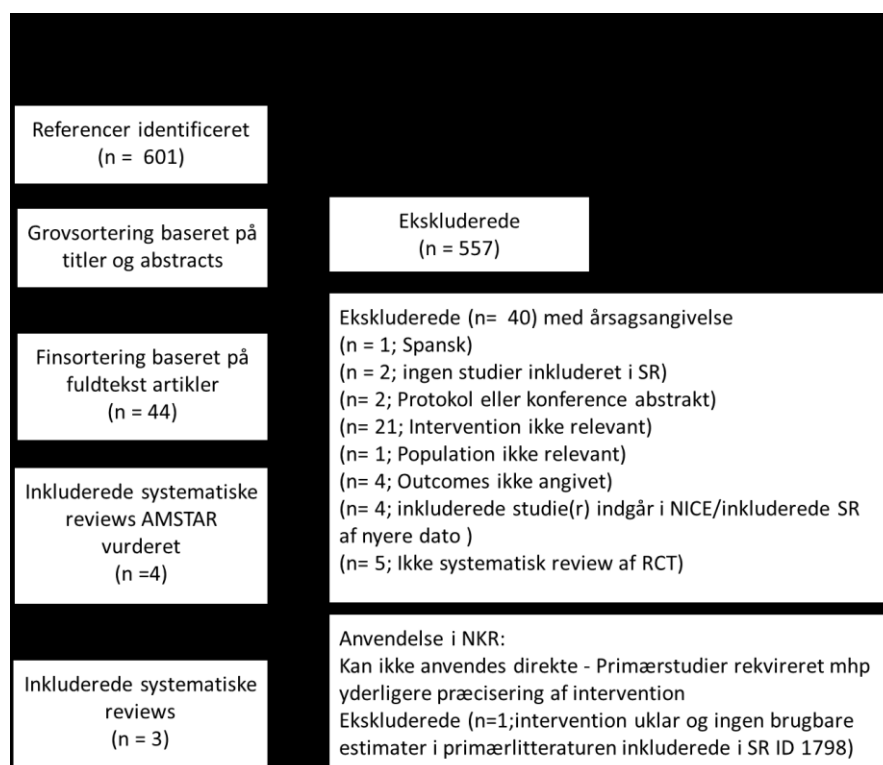 Referencer identificeret
(n = 601)
Grovsortering baseret på
titler og abstracts
Ekskluderede
(n = 557)
Finsortering baseret på
fuldtekst artikler
(n = 44)
Ekskluderede (n= 40) med årsagsangivelse
(n = 1; Spansk)
(n = 2; ingen studier inkluderet i SR)
(n= 2; Protokol eller konference abstrakt)
(n= 21; Intervention ikke relevant)
(n= 1; Population ikke relevant)
(n= 4; Outcomes ikke angivet)
(n= 4; inkluderede studie(r) indgår i NICE/inkluderede SR
af nyere dato )
(n= 5; Ikke systematisk review af RCT)
Inkluderede systematiske
reviews AMSTAR
vurderet
(n =4)
Inkluderede systematiske
reviews
(n = 3)
Anvendelse i NKR:
Kan ikke anvendes direkte - Primærstudier rekvireret mhp
yderligere præcisering af intervention
Ekskluderede (n=1;intervention uklar og ingen brugbare
estimater i primærlitteraturen inkluderede i SR ID 1798)